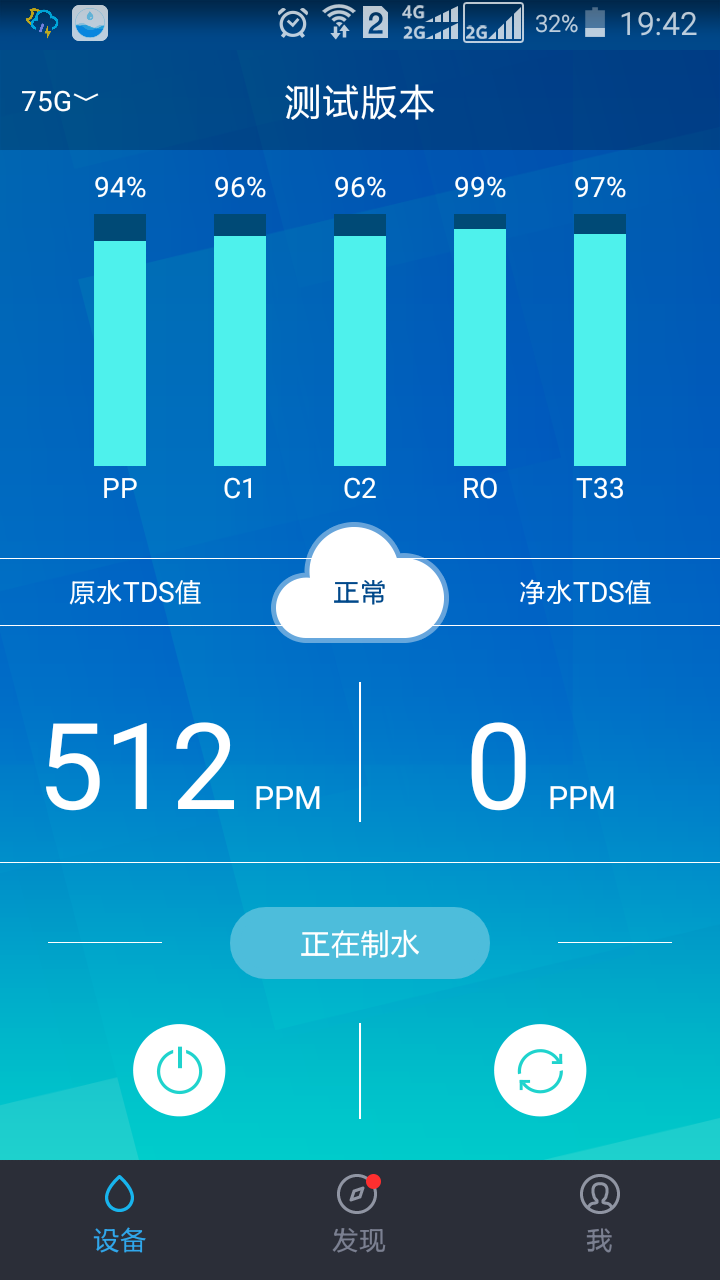 2 4G 2G 2G 32% 19:42
75G 测试版本
94% 96% 96% 99% 97%
PP C1 C2 RO T33
原水TDS值 正常 净水TDS值
512 PPM 0 PPM
正在制水
设备 发现 我